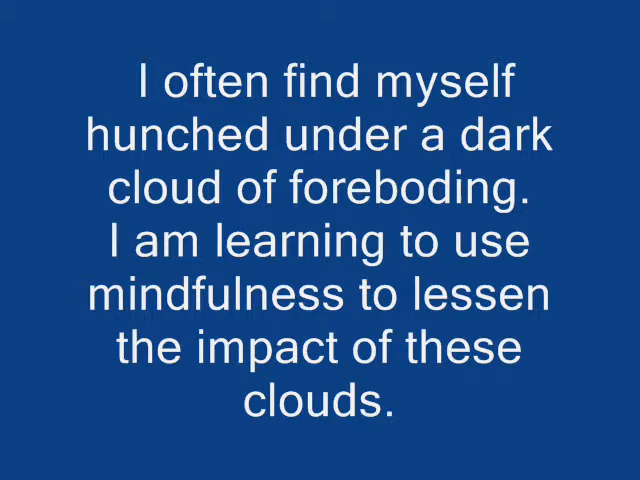 I often find myself
hunched under a dark
cloud of foreboding.
I am learning to use
mindfulness to lessen
the impact of these
clouds.